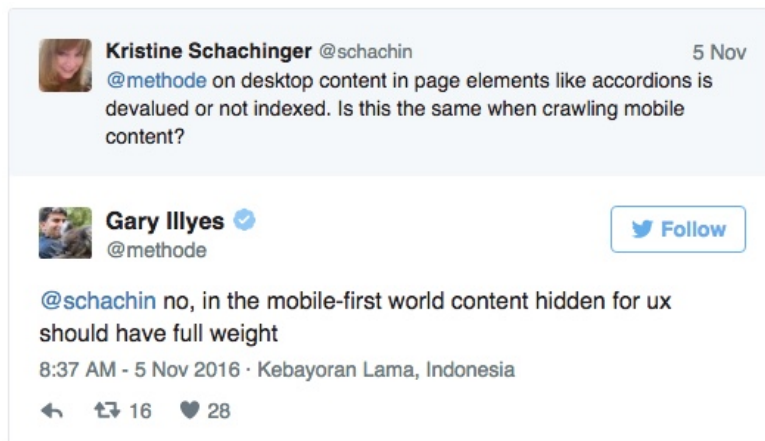 Kristine Schachinger @schachin 5 Nov
@methode on desktop content in page elements like accordions is
devalued or not indexed. Is this the same when crawling mobile
content?
Gary Illyes
Follow
@methode
@schachin no, in the mobile-first world content hidden for ux
should have full weight
8:37 AM - 5 Nov 2016 · Kebayoran Lama, Indonesia
16 28